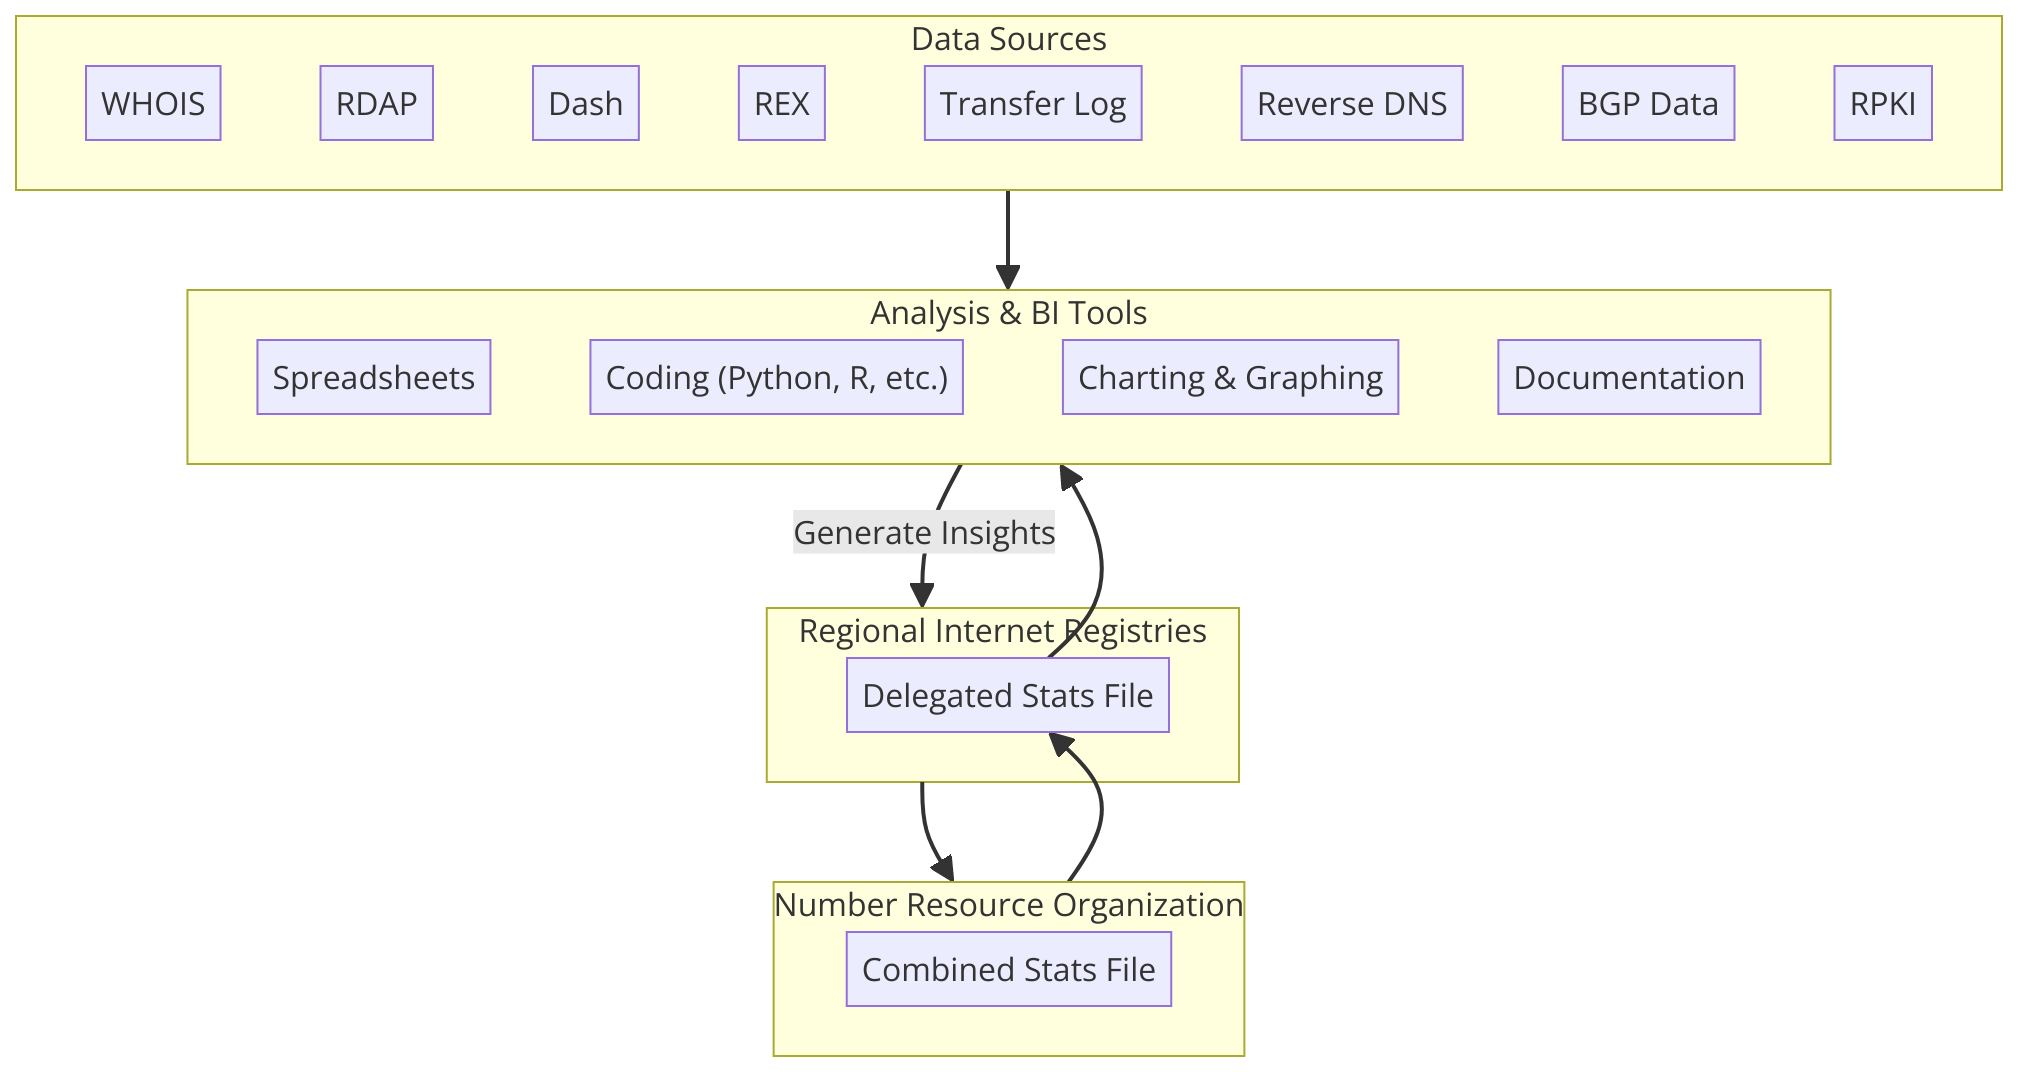 Data Sources
WHOIS
RDAP
Dash
REX
Transfer Log
Reverse DNS
BGP Data
RPKI
Analysis & BI Tools
Spreadsheets
Coding (Python, R, etc.)
Charting & Graphing
Documentation
Generate Insights
Regional Internet Registries
Delegated Stats File
Number Resource Organization
Combined Stats File